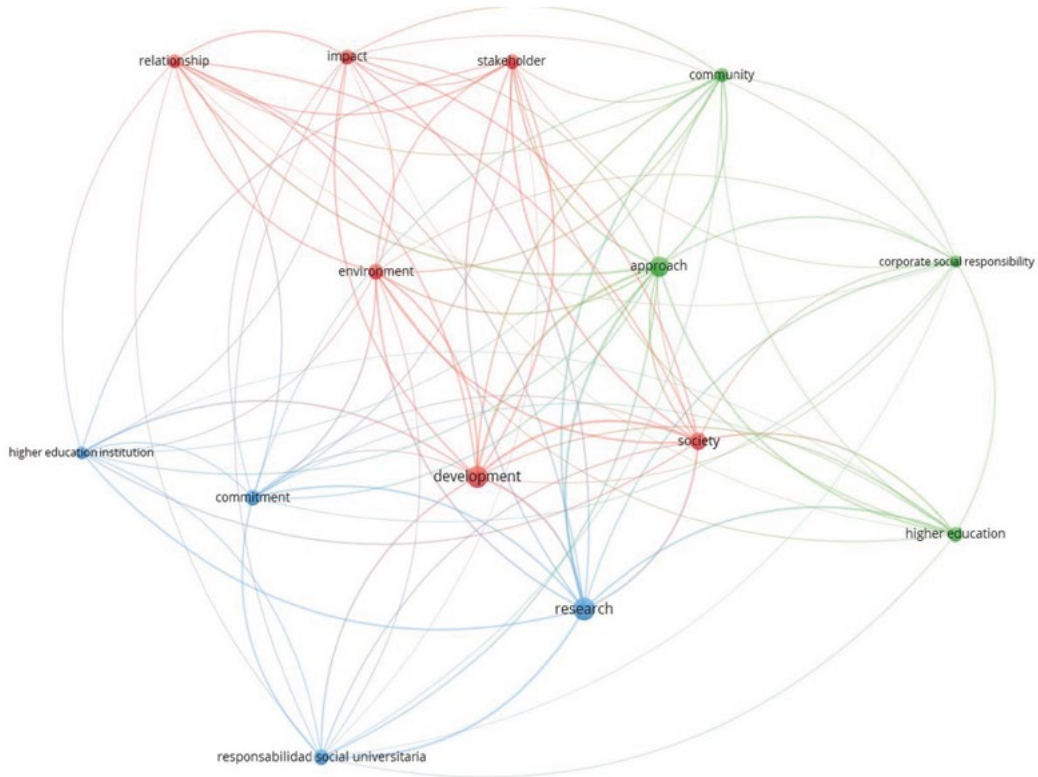 relationship
impact
stakeholder
community
environment
approach
corporate social responsibility
higher education institution
commitment
development
society
higher education
research
responsabilidad social universitaria